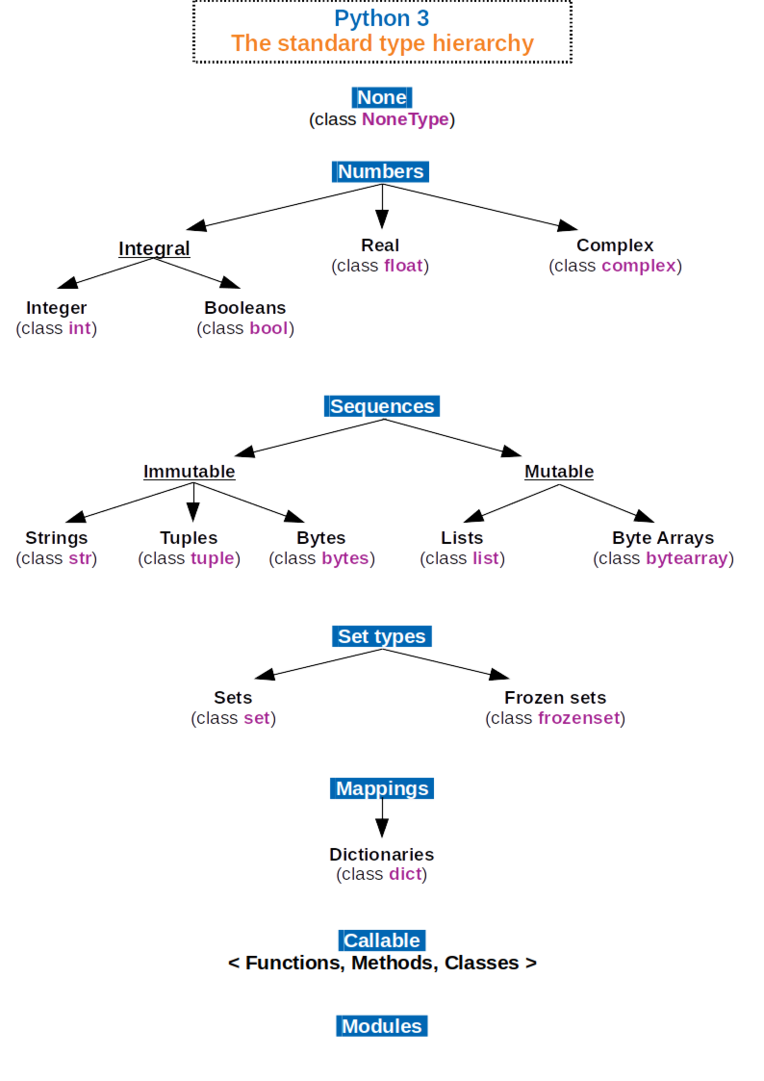 Python 3
The standard type hierarchy
None
(class NoneType)
Numbers
Integral
Real
(class float)
Complex
(class complex)
Integer
(class int)
Booleans
(class bool)
Sequences
Immutable
Mutable
Strings
(class str)
Tuples
(class tuple)
Bytes
(class bytes)
Lists
(class list)
Byte Arrays
(class bytearray)
Set types
Sets
(class set)
Frozen sets
(class frozenset)
Mappings
Dictionaries
(class dict)
Callable
< Functions, Methods, Classes >
Modules